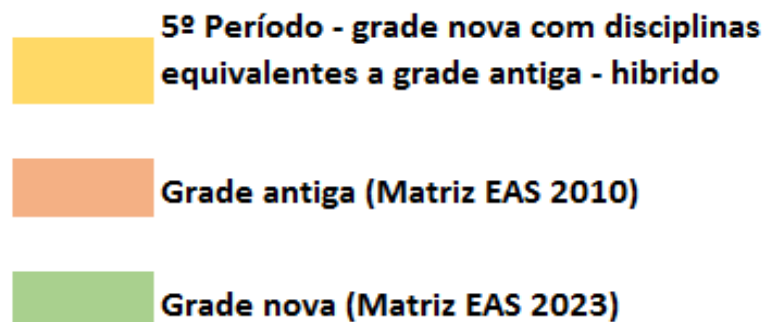 5º Período - grade nova com disciplinas
equivalentes a grade antiga - hibrido
Grade antiga (Matriz EAS 2010)
Grade nova (Matriz EAS 2023)